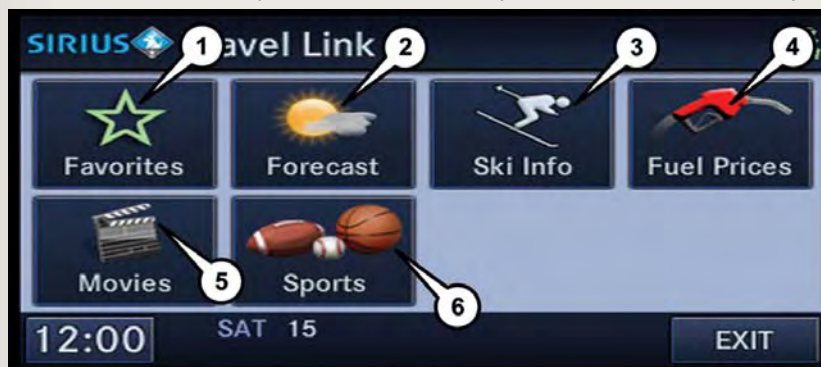 SIRIUS 1 avel Link 2 3 4
Favorites Forecast Ski Info Fuel Prices
Movies 5 Sports 6
12:00 SAT 15 EXIT